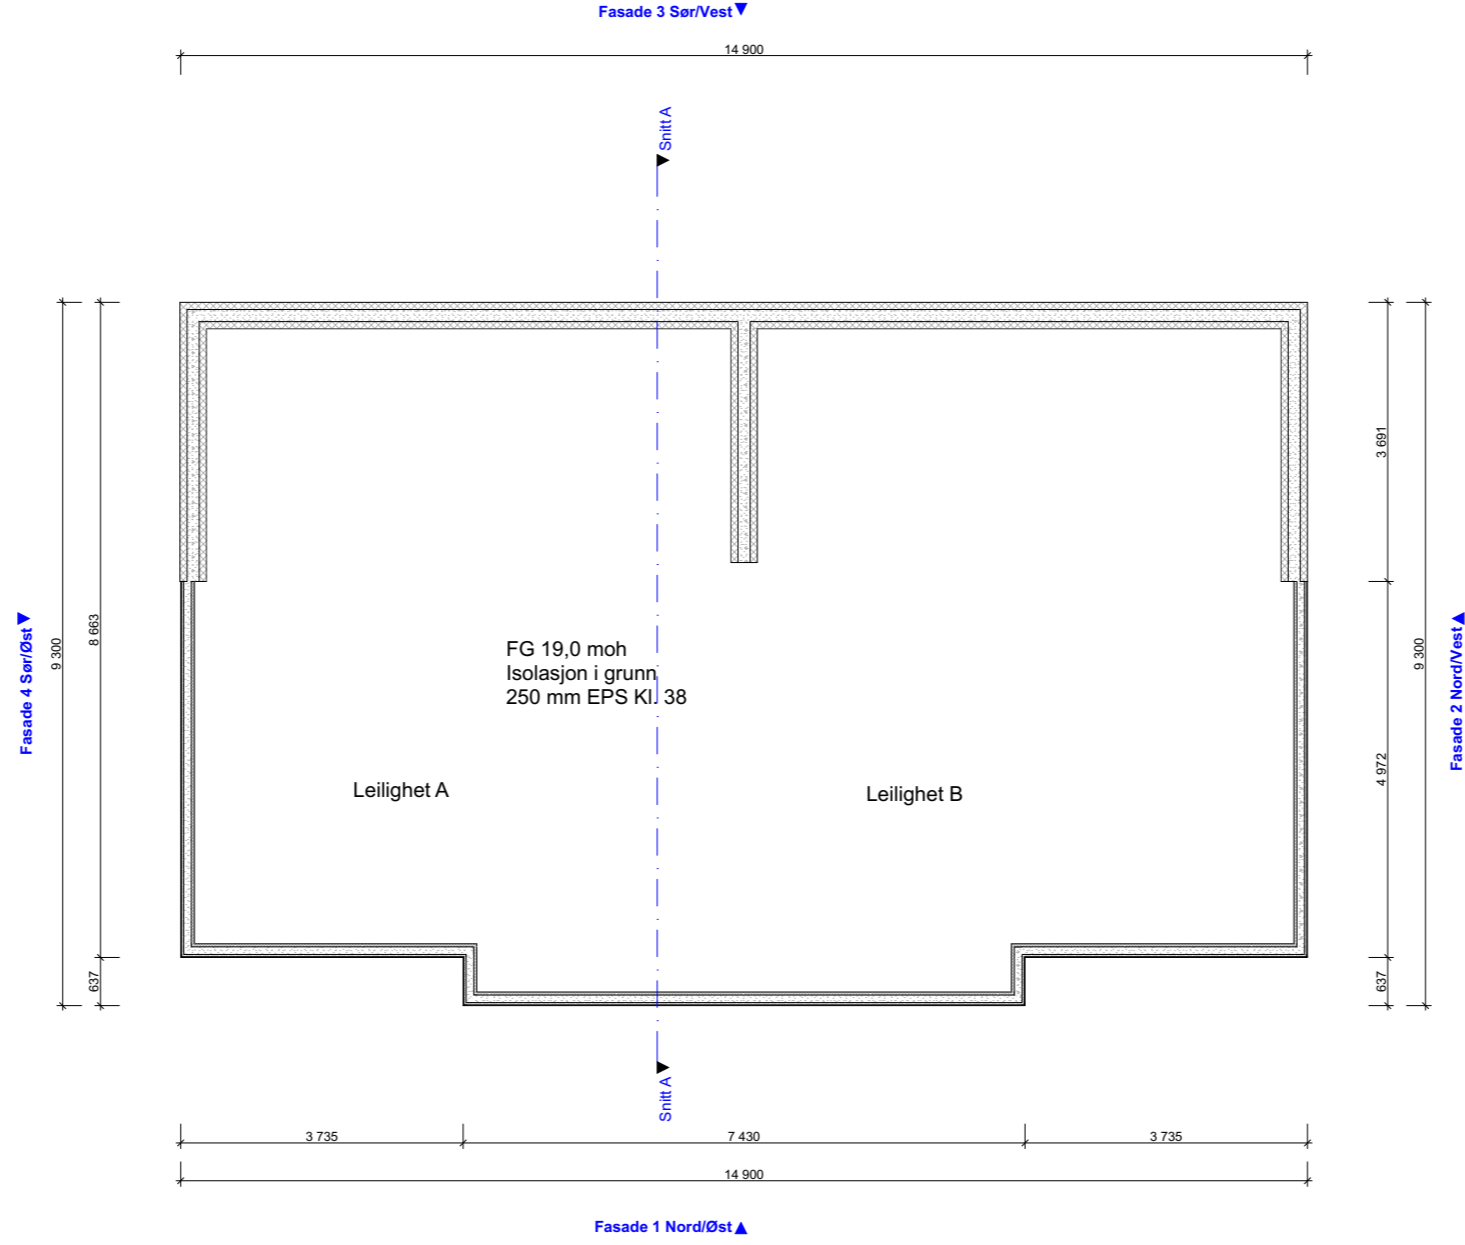 Fasade 3 Sør/Vest
14 900
Snitt A
3 691
Fasade 4 Sør/Øst
9 300
8 663
FG 19,0 moh
Isolasjon i grunn
250 mm EPS Kl. 38
9 300
Fasade 2 Nord/Vest
4 972
Leilighet A
Leilighet B
637
637
Snitt A
3 735
7 430
3 735
14 900
Fasade 1 Nord/Øst